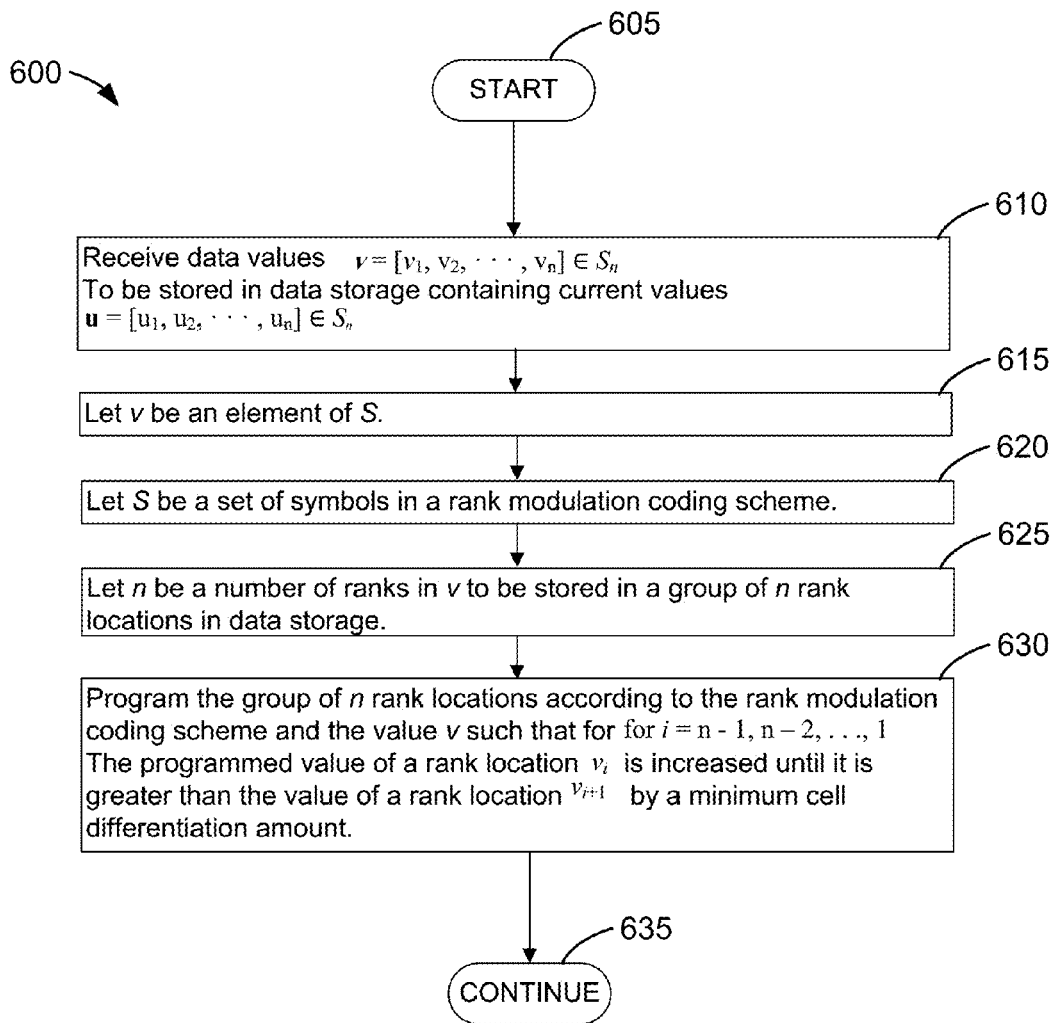 605
600
START
610
Receive data values v = [v₁, v₂, · · · , vₙ] ∈ Sₙ
To be stored in data storage containing current values
u = [u₁, u₂, · · · , uₙ] ∈ Sₙ
615
Let v be an element of S.
620
Let S be a set of symbols in a rank modulation coding scheme.
625
Let n be a number of ranks in v to be stored in a group of n rank
locations in data storage.
630
Program the group of n rank locations according to the rank modulation
coding scheme and the value v such that for for i = n - 1, n – 2, . . ., 1
The programmed value of a rank location vᵢ is increased until it is
greater than the value of a rank location vᵢ₊₁ by a minimum cell
differentiation amount.
635
CONTINUE